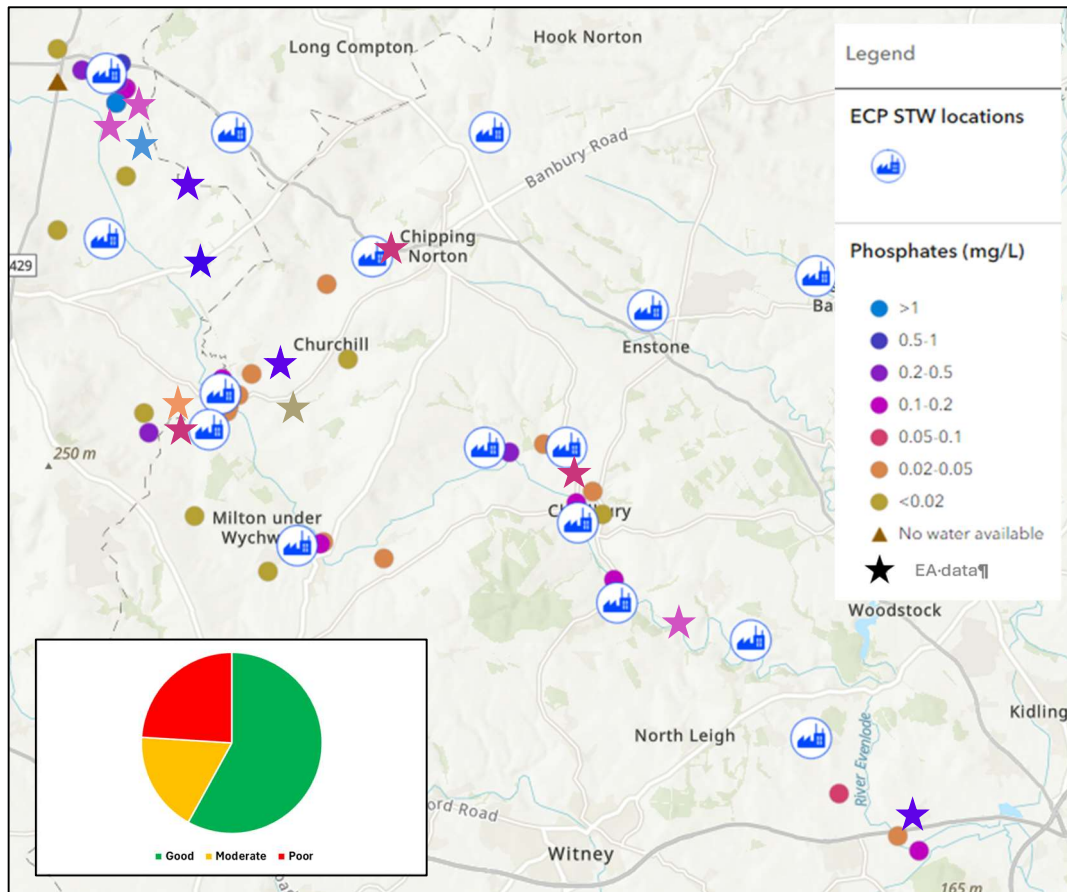 Long Compton
Hook Norton
Banbury Road
Chipping
Norton
429
Churchill
Enstone
Ba
250 m
Milton under
Wychw
Ch
bury
Woodstock
North Leigh
Kidling
River Evenlode
ord Road
Witney
165 m
Legend
ECP STW locations
Phosphates (mg/L)
>1
0.5-1
0.2-0.5
0.1-0.2
0.05-0.1
0.02-0.05
<0.02
No water available
EA·data¶
Good Moderate Poor